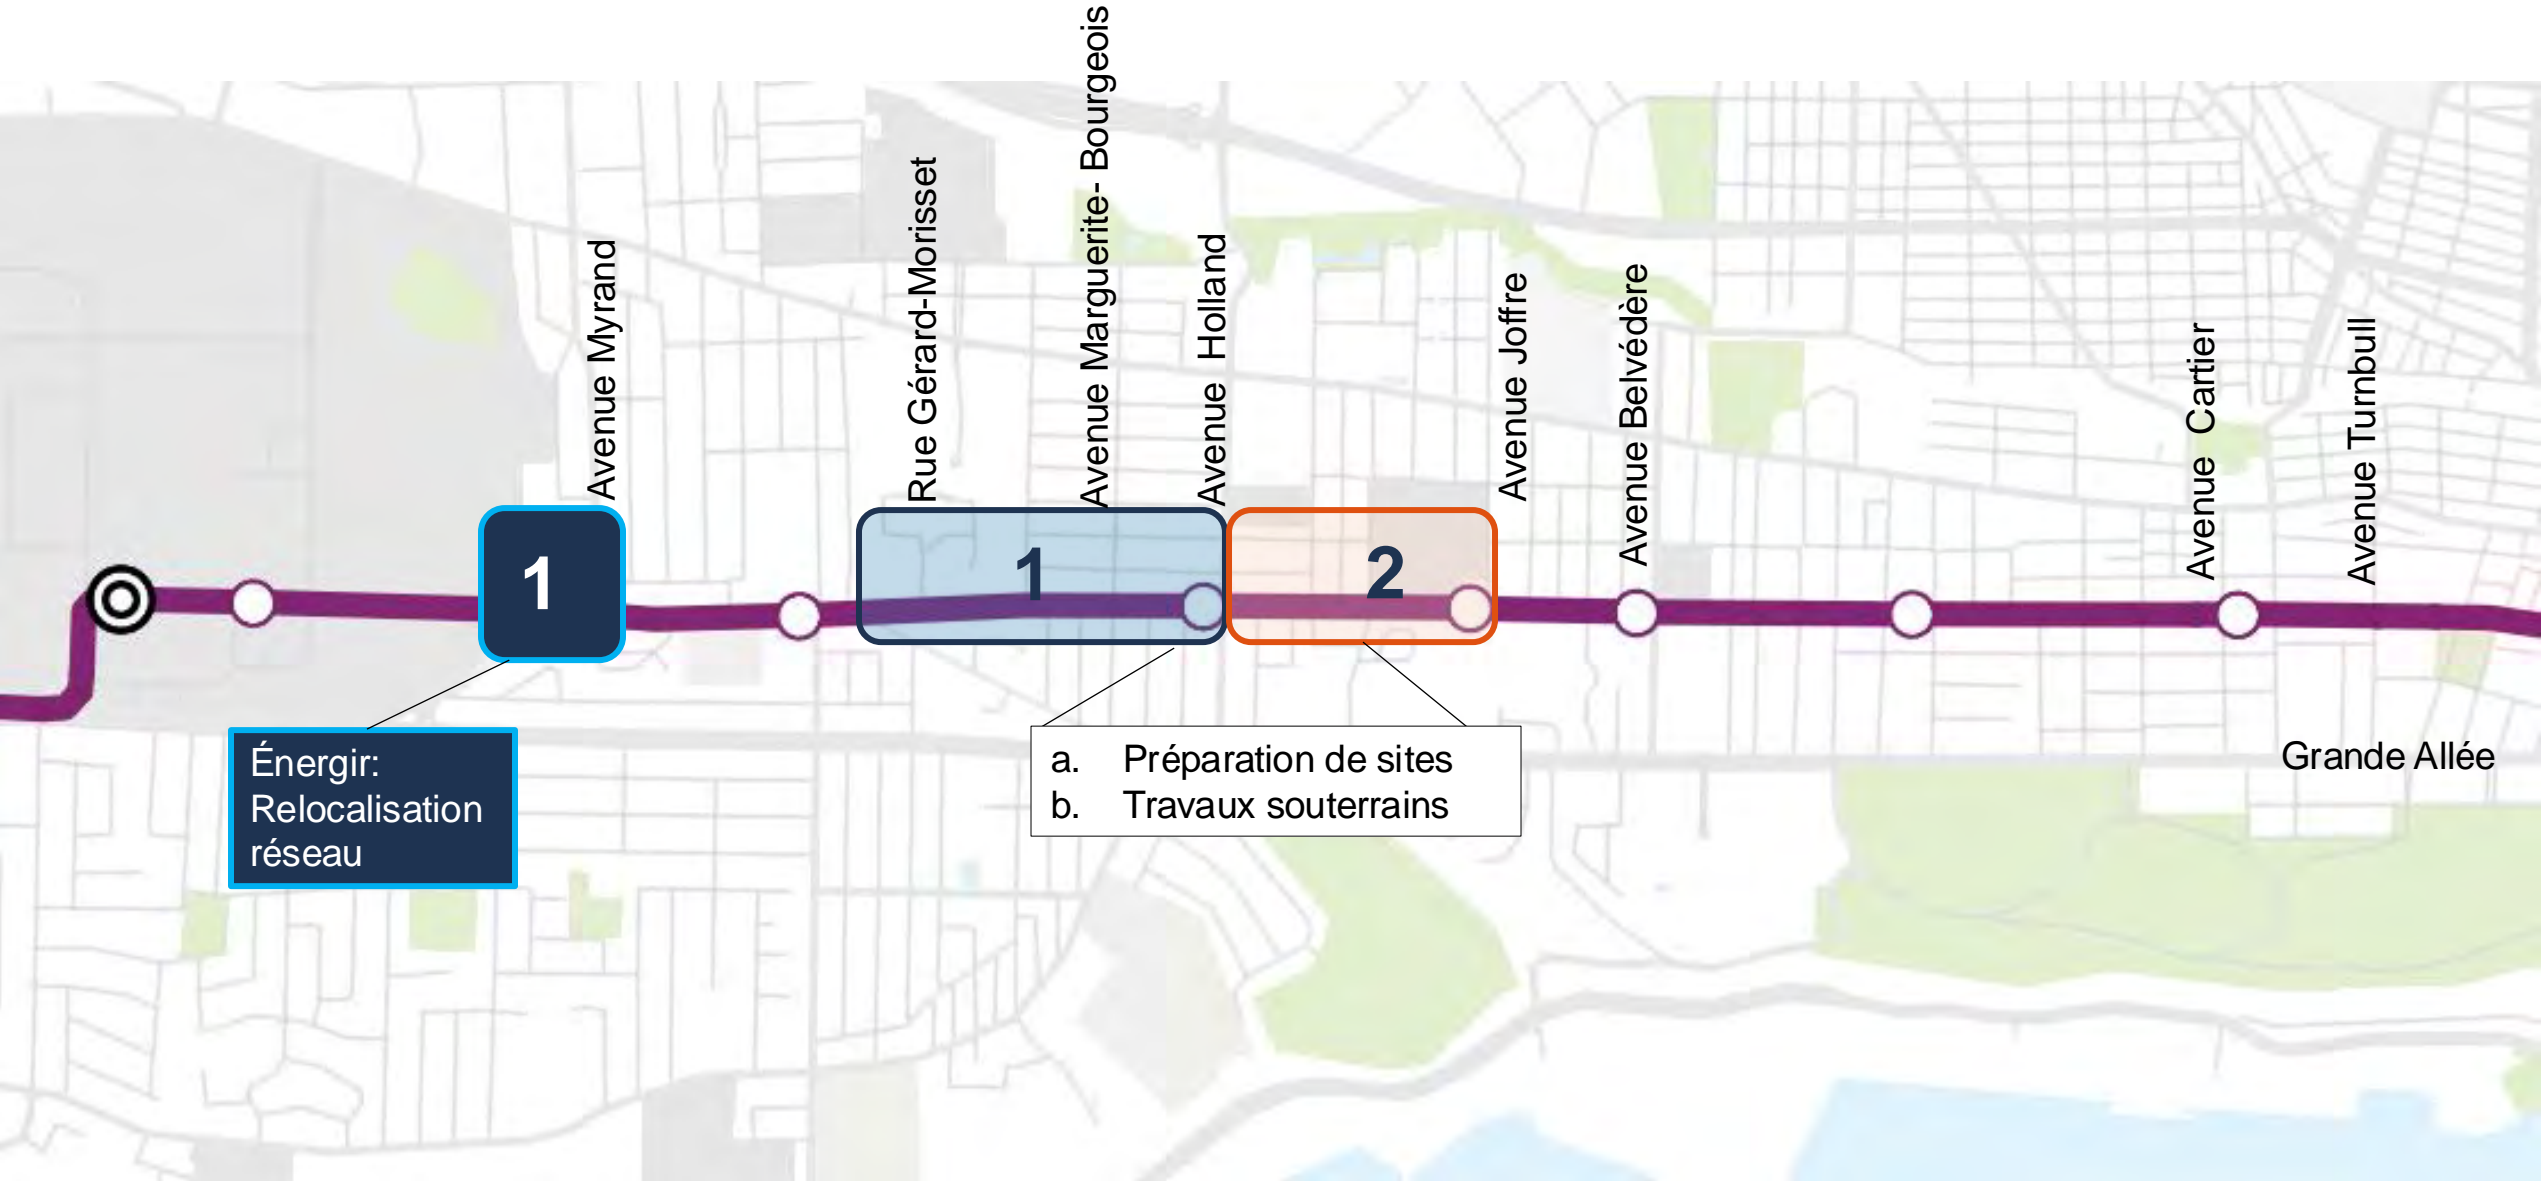 Avenue Myrand
Rue Gérard-Morisset
Avenue Marguerite- Bourgeois
Avenue Holland
Avenue Joffre
Avenue Belvédère
Avenue Cartier
Avenue Turnbull
1
1
2
Énergir:
Relocalisation
réseau
a. Préparation de sites
b. Travaux souterrains
Grande Allée